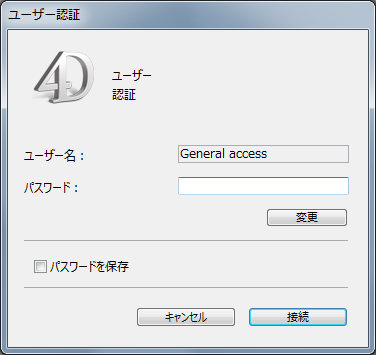 ユーザー認証
4D
ユーザー
認証
ユーザー名：
General access
パスワード：
変更
パスワードを保存
キャンセル
接続